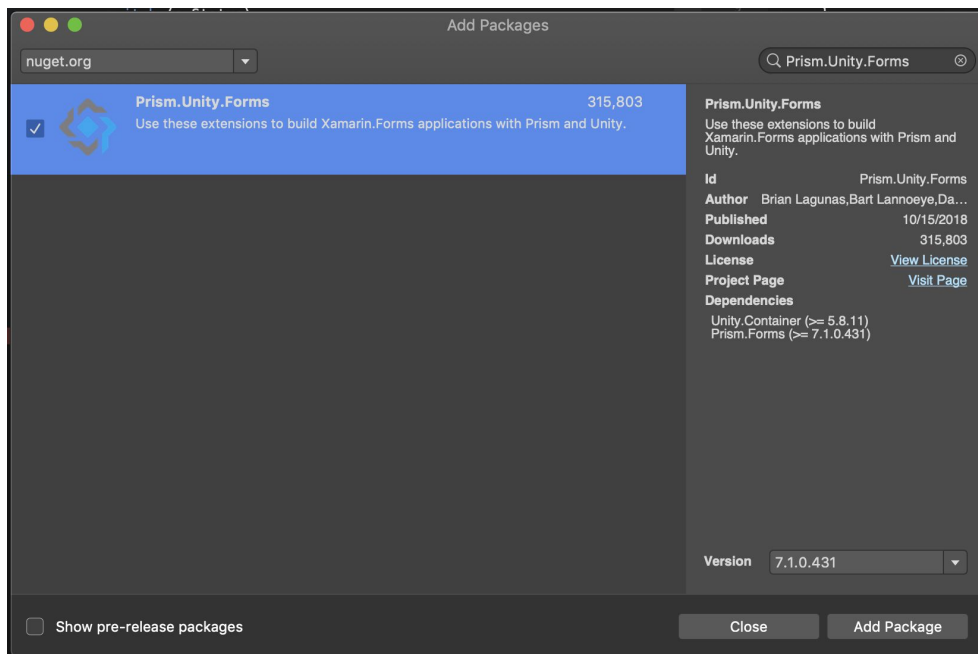 Add Packages
nuget.org
Prism.Unity.Forms
Prism.Unity.Forms 315,803
Use these extensions to build Xamarin.Forms applications with Prism and Unity.
Prism.Unity.Forms
Use these extensions to build
Xamarin.Forms applications with Prism and
Unity.
Id Prism.Unity.Forms
Author Brian Lagunas,Bart Lannoeye,Da...
Published 10/15/2018
Downloads 315,803
License View License
Project Page Visit Page
Dependencies
Unity.Container (>= 5.8.11)
Prism.Forms (>= 7.1.0.431)
Version 7.1.0.431
Show pre-release packages
Close Add Package